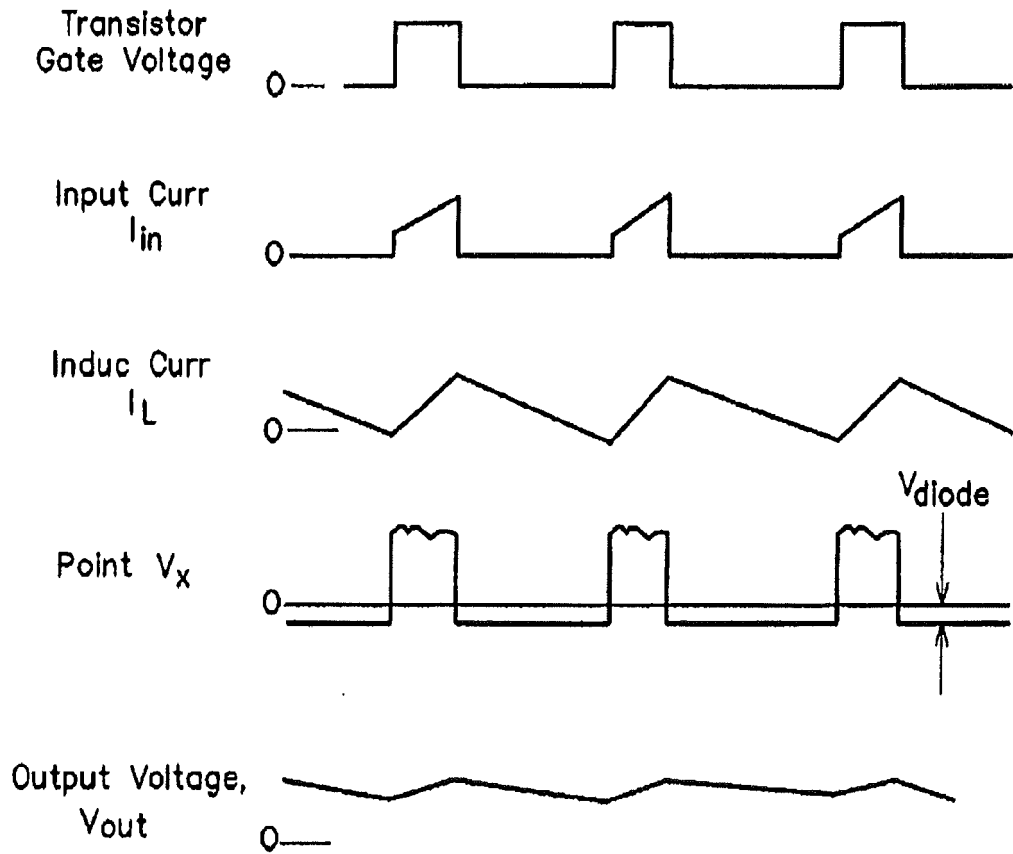 Transistor
Gate Voltage
0
Input Curr
Iin
0
Induc Curr
IL
0
Vdiode
Point Vx
0
Output Voltage,
Vout
0